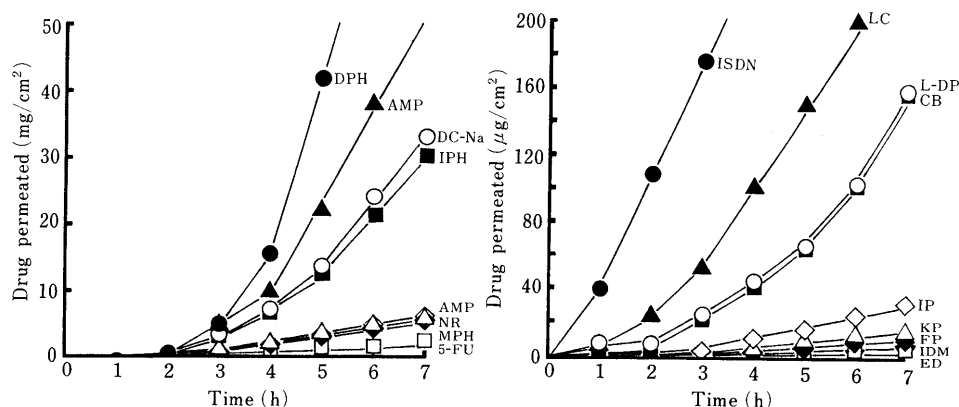 Drug permeated (mg/cm²)
50
40
30
20
10
0
0 1 2 3 4 5 6 7
Time (h)
DPH
AMP
DC-Na
IPH
AMP
NR
MPH
5-FU
Drug permeated (μg/cm²)
200
160
120
80
40
0
0 1 2 3 4 5 6 7
Time (h)
ISDN
LC
L-DP
CB
IP
KP
FP
IDM
ED